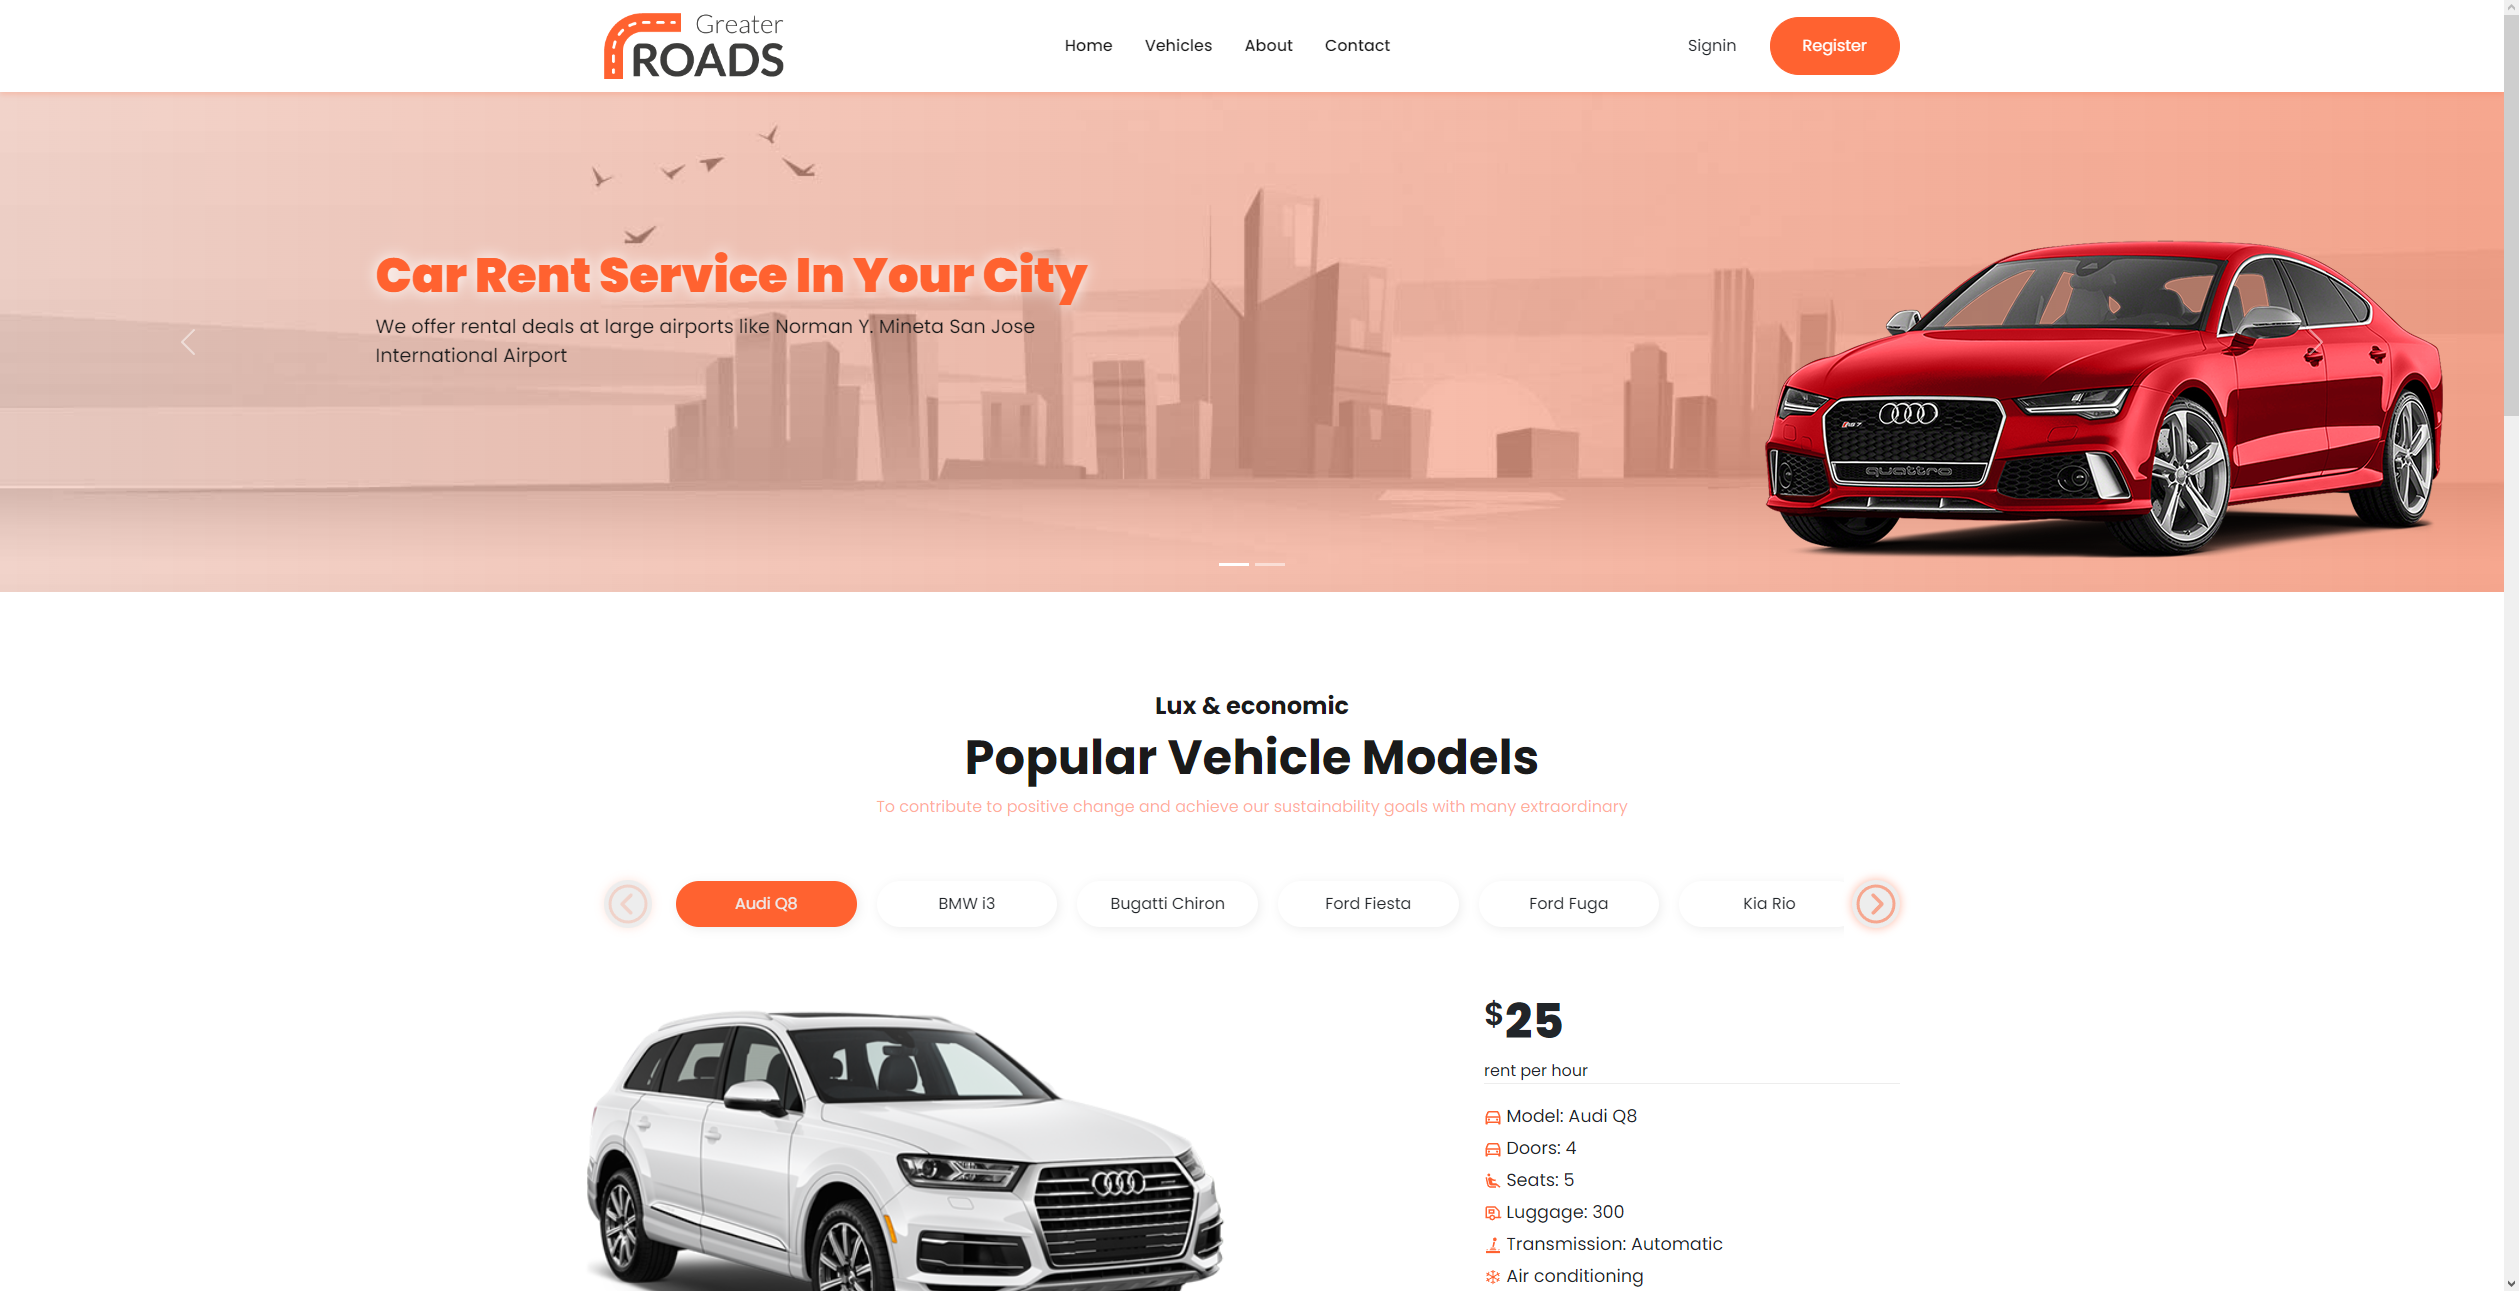 Greater
ROADS
Home
Vehicles
About
Contact
Signin
Register
Car Rent Service In Your City
We offer rental deals at large airports like Norman Y. Mineta San Jose
International Airport
RS7
quattro
Lux & economic
Popular Vehicle Models
To contribute to positive change and achieve our sustainability goals with many extraordinary
Audi Q8
BMW i3
Bugatti Chiron
Ford Fiesta
Ford Fuga
Kia Rio
$25
rent per hour
Model: Audi Q8
Doors: 4
Seats: 5
Luggage: 300
Transmission: Automatic
Air conditioning